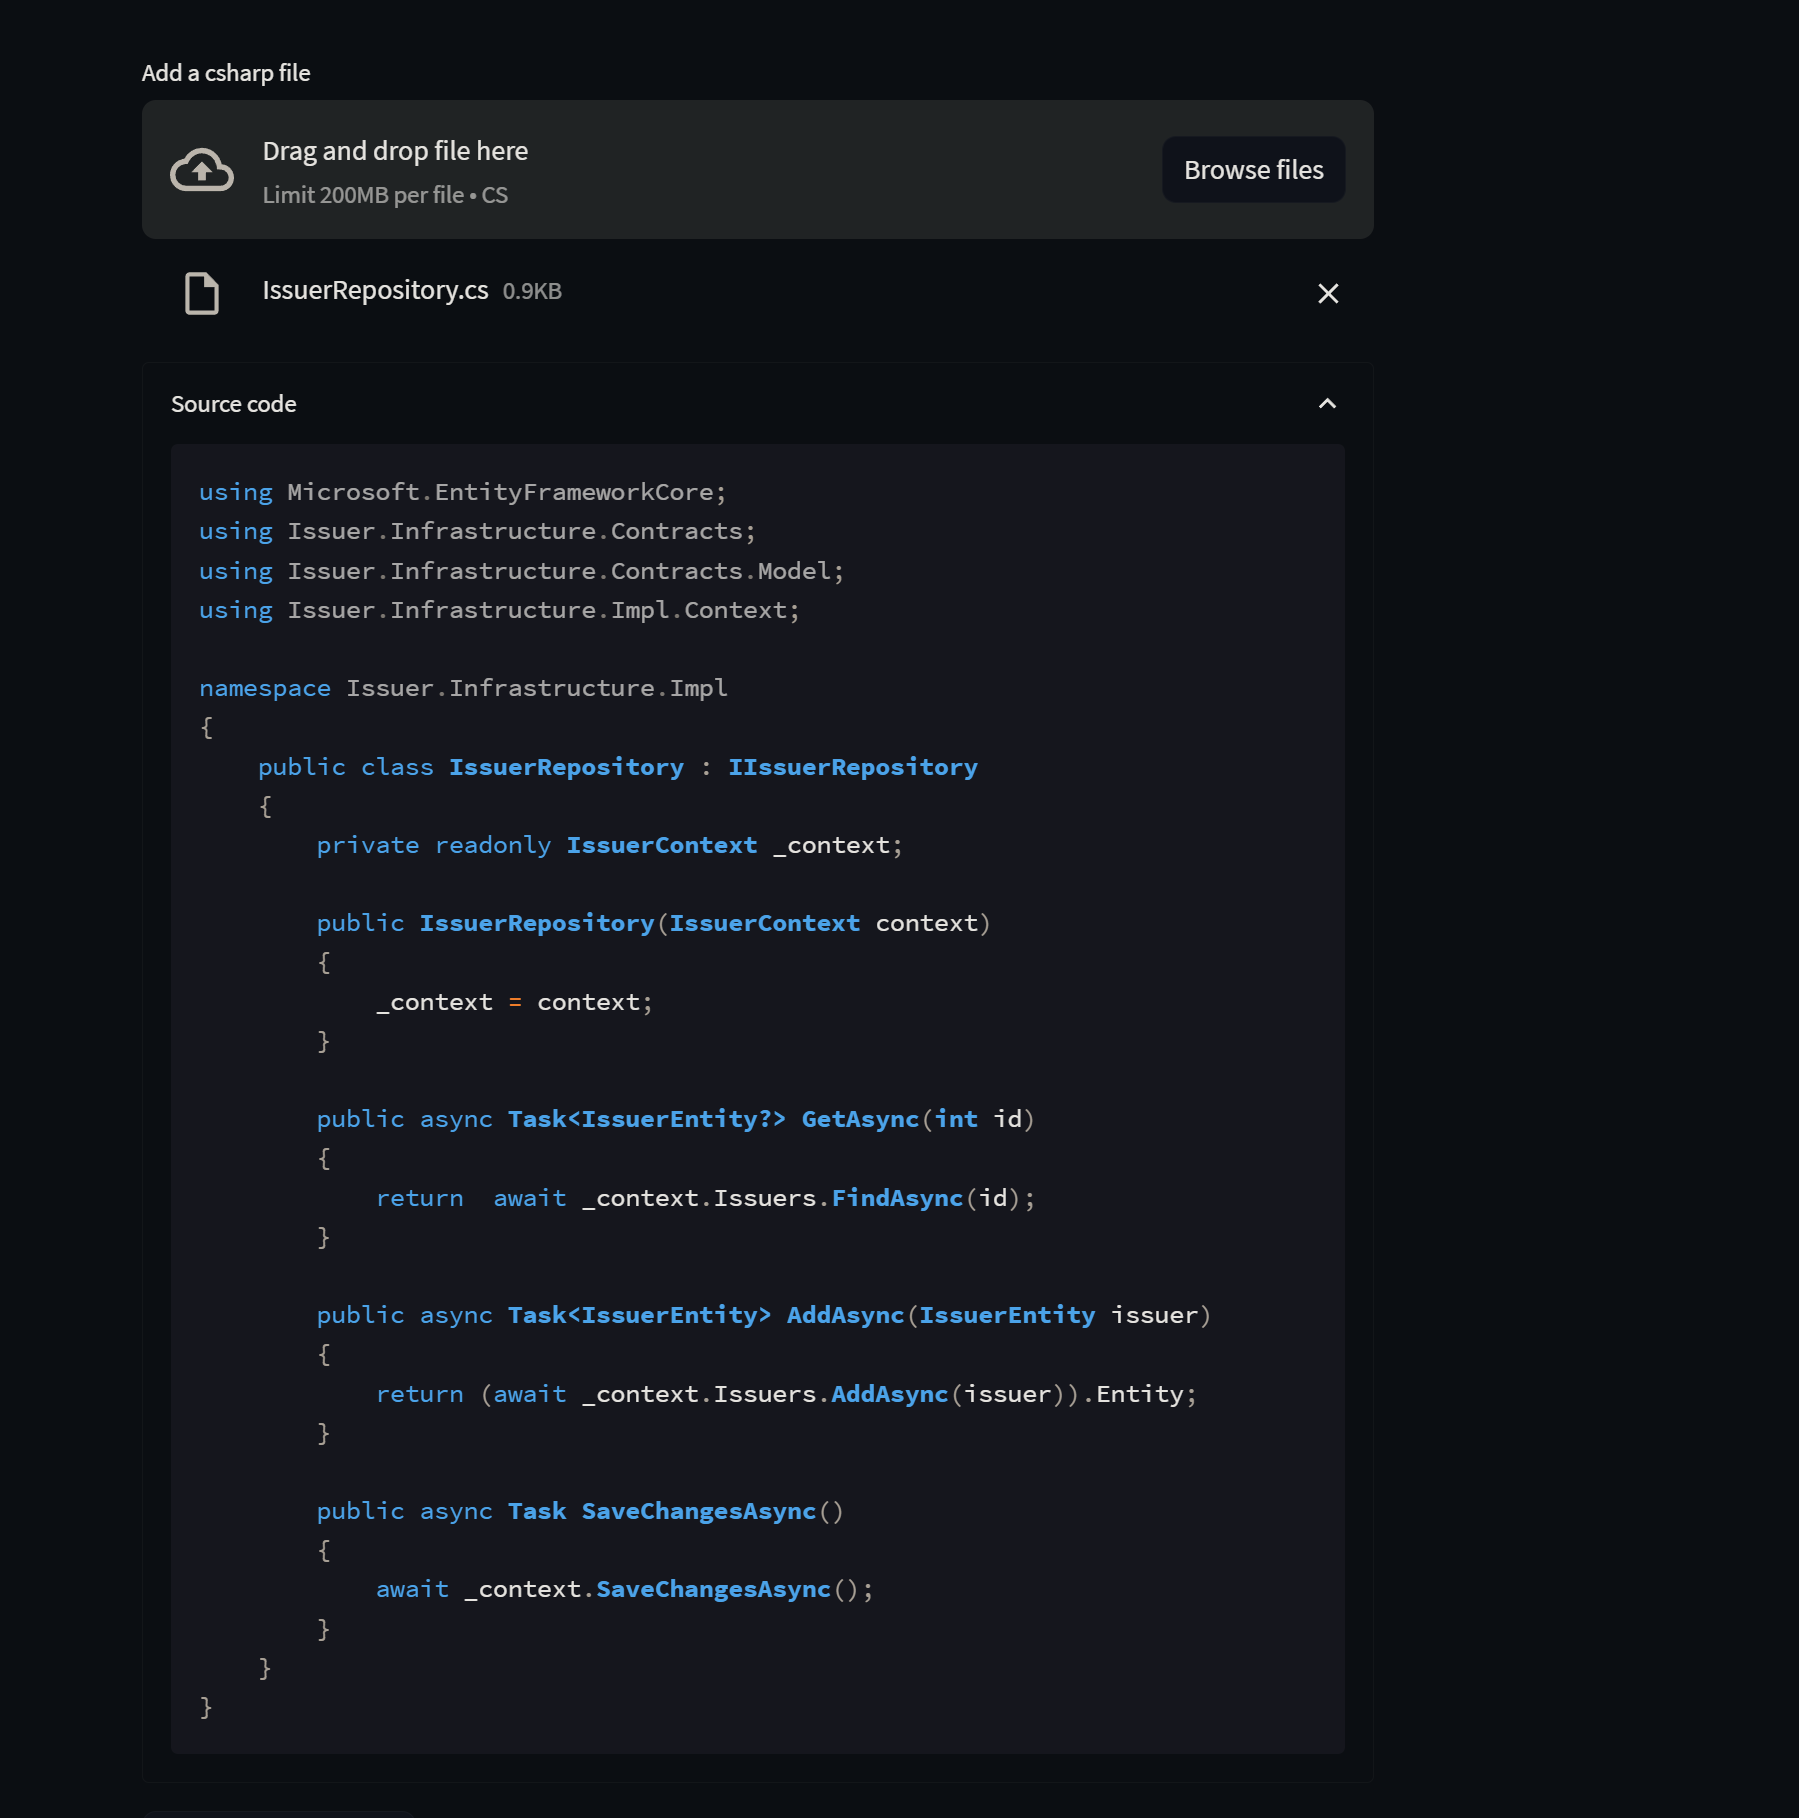 Add a csharp file
Drag and drop file here
Limit 200MB per file • CS
Browse files
IssuerRepository.cs 0.9KB
Source code
using Microsoft.EntityFrameworkCore;
using Issuer.Infrastructure.Contracts;
using Issuer.Infrastructure.Contracts.Model;
using Issuer.Infrastructure.Impl.Context;

namespace Issuer.Infrastructure.Impl
{
    public class IssuerRepository : IIssuerRepository
    {
        private readonly IssuerContext _context;

        public IssuerRepository(IssuerContext context)
        {
            _context = context;
        }

        public async Task<IssuerEntity?> GetAsync(int id)
        {
            return  await _context.Issuers.FindAsync(id);
        }

        public async Task<IssuerEntity> AddAsync(IssuerEntity issuer)
        {
            return (await _context.Issuers.AddAsync(issuer)).Entity;
        }

        public async Task SaveChangesAsync()
        {
            await _context.SaveChangesAsync();
        }
    }
}